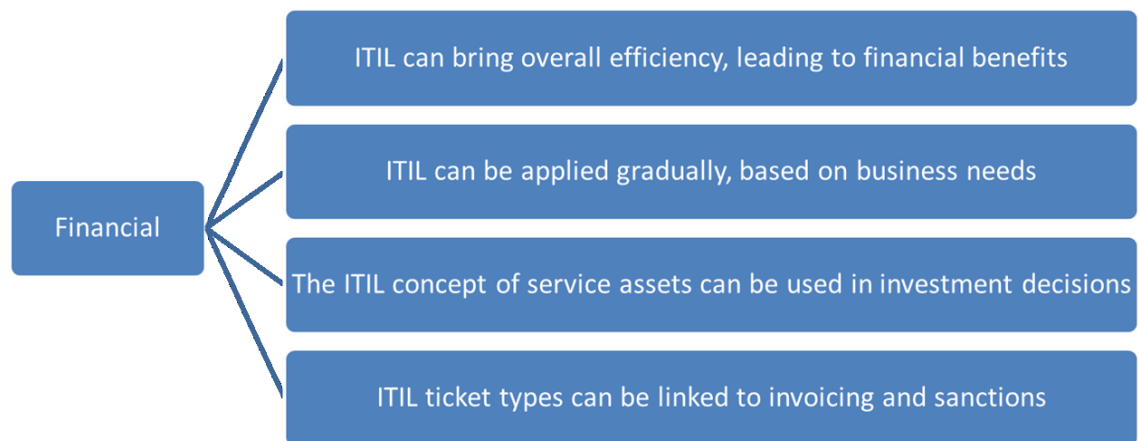 Financial
ITIL can bring overall efficiency, leading to financial benefits
ITIL can be applied gradually, based on business needs
The ITIL concept of service assets can be used in investment decisions
ITIL ticket types can be linked to invoicing and sanctions